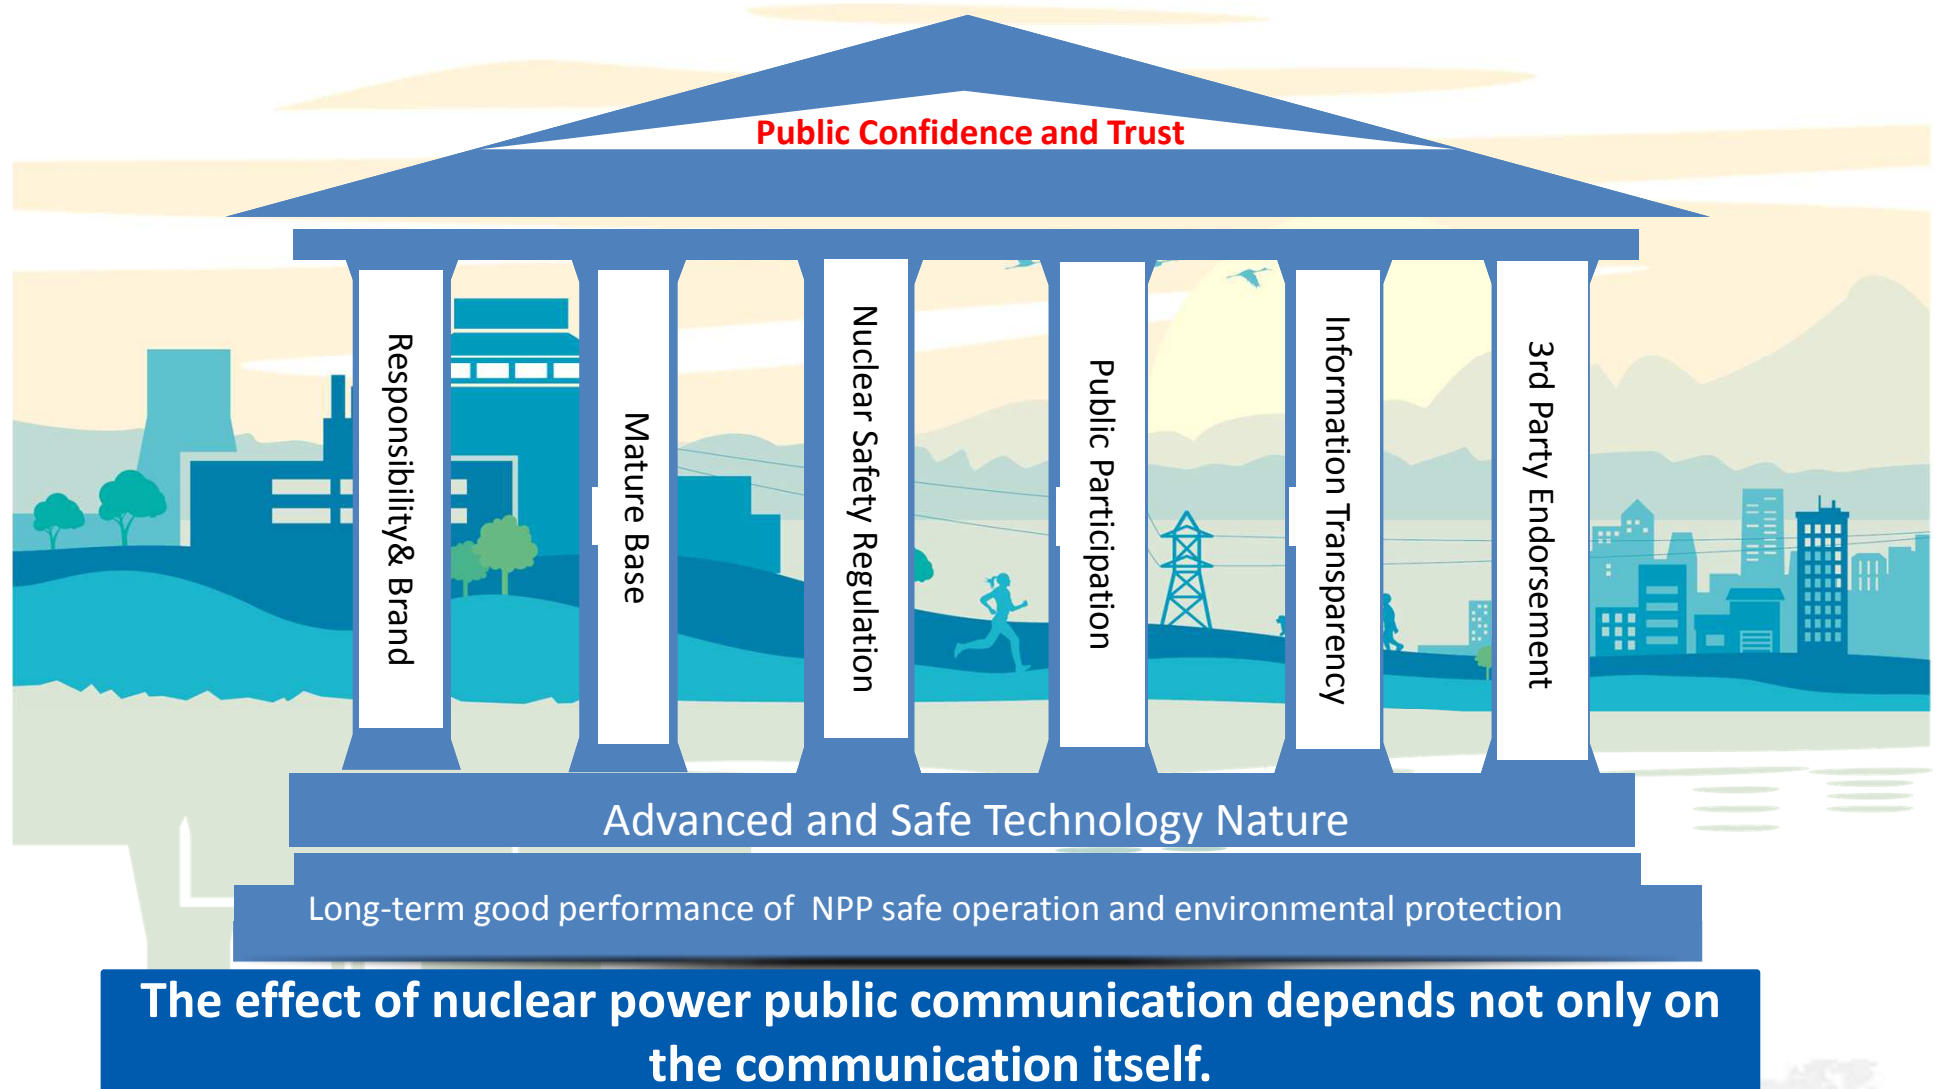 Public Confidence and Trust
Responsibility& Brand
Mature Base
Nuclear Safety Regulation
Public Participation
Information Transparency
3rd Party Endorsement
Advanced and Safe Technology Nature
Long-term good performance of  NPP safe operation and environmental protection
The effect of nuclear power public communication depends not only on
the communication itself.